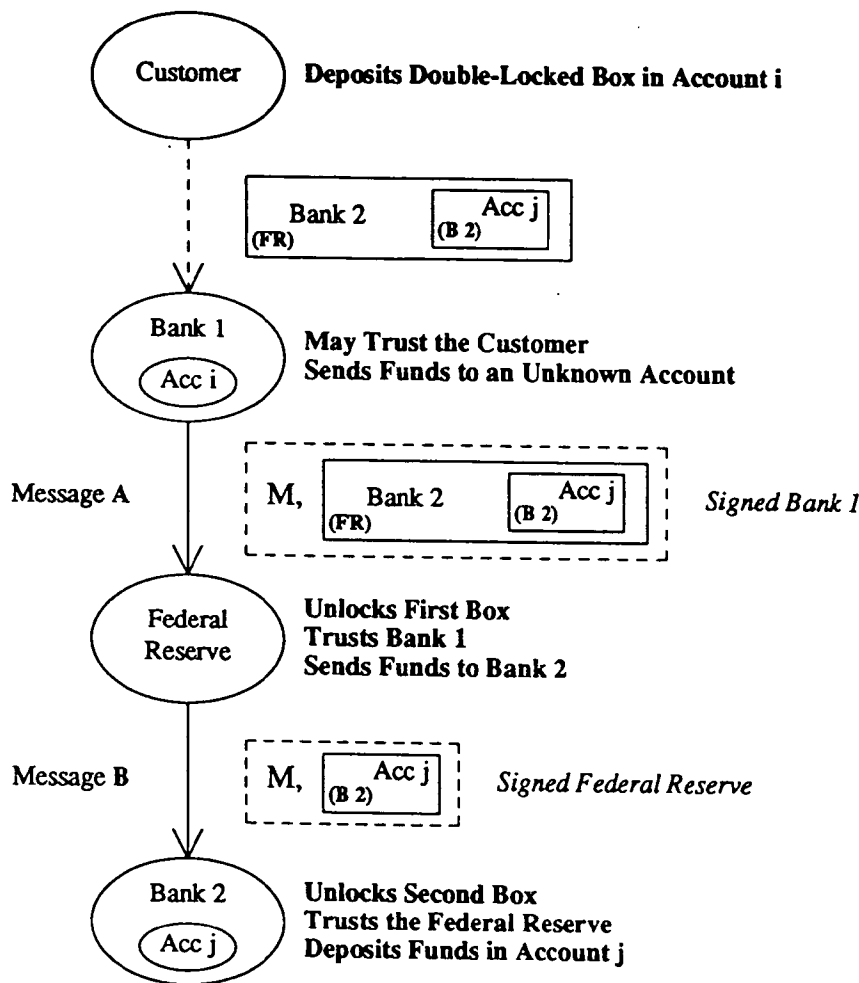 Customer
Deposits Double-Locked Box in Account i
Bank 2
Acc j
(B 2)
(FR)
Bank 1
Acc i
May Trust the Customer
Sends Funds to an Unknown Account
Message A
M,
Bank 2
Acc j
(B 2)
(FR)
Signed Bank 1
Federal
Reserve
Unlocks First Box
Trusts Bank 1
Sends Funds to Bank 2
Message B
M,
Acc j
(B 2)
Signed Federal Reserve
Bank 2
Acc j
Unlocks Second Box
Trusts the Federal Reserve
Deposits Funds in Account j